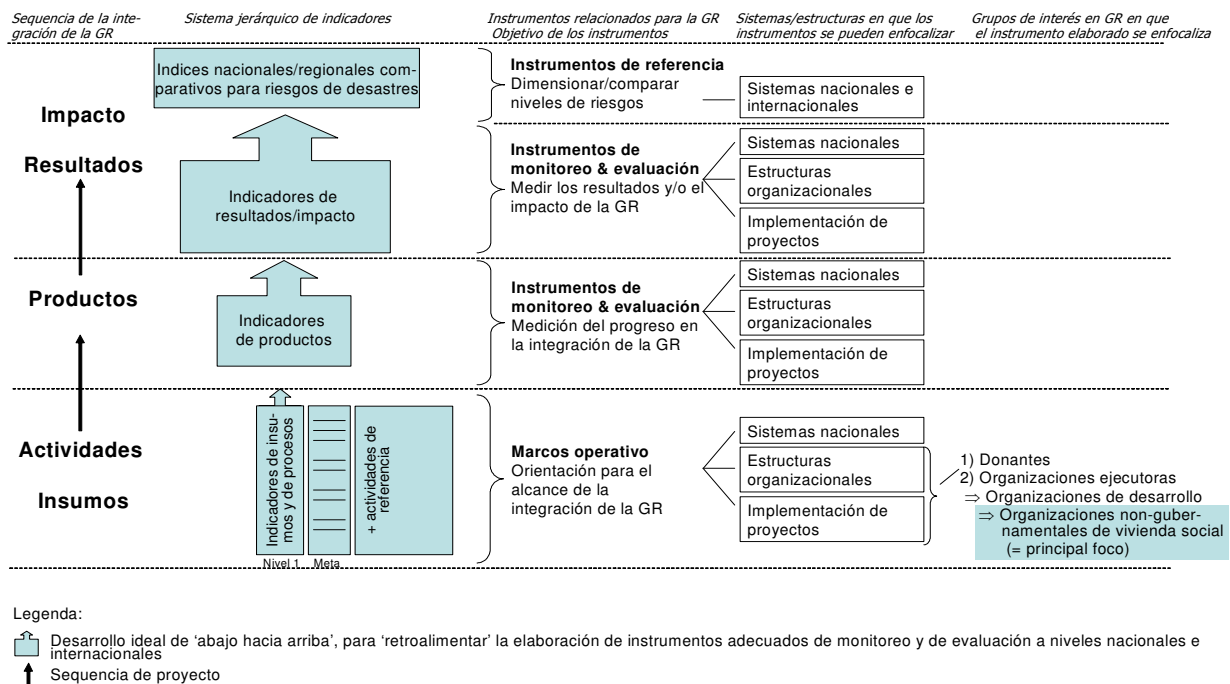 Sequencia de la inte-
gración de la GR
Sistema jerárquico de indicadores
Instrumentos relacionados para la GR
Objetivo de los instrumentos
Sistemas/estructuras en que los
instrumentos se pueden enfocalizar
Grupos de interés en GR en que
el instrumento elaborado se enfocaliza
Impacto
Resultados
Indices nacionales/regionales com-
parativos para riesgos de desastres
Indicadores de
resultados/impacto
Instrumentos de referencia
Dimensionar/comparar
niveles de riesgos
Sistemas nacionales e
internacionales
Instrumentos de
monitoreo & evaluación
Medir los resultados y/o el
impacto de la GR
Sistemas nacionales
Estructuras
organizacionales
Implementación de
proyectos
Productos
Indicadores
de productos
Instrumentos de
monitoreo & evaluación
Medición del progreso en
la integración de la GR
Sistemas nacionales
Estructuras
organizacionales
Implementación de
proyectos
Actividades
Insumos
Indicadores de insu-
mos y de procesos
+ actividades de
referencia
Nivel 1
Meta
Marcos operativo
Orientación para el
alcance de la
integración de la GR
Sistemas nacionales
Estructuras
organizacionales
Implementación de
proyectos
1) Donantes
2) Organizaciones ejecutoras
⇒ Organizaciones de desarrollo
⇒ Organizaciones non-guber-
namentales de vivienda social
(= principal foco)
Legenda:
Desarrollo ideal de ‘abajo hacia arriba’, para ‘retroalimentar’ la elaboración de instrumentos adecuados de monitoreo y de evaluación a niveles nacionales e
internacionales
Sequencia de proyecto